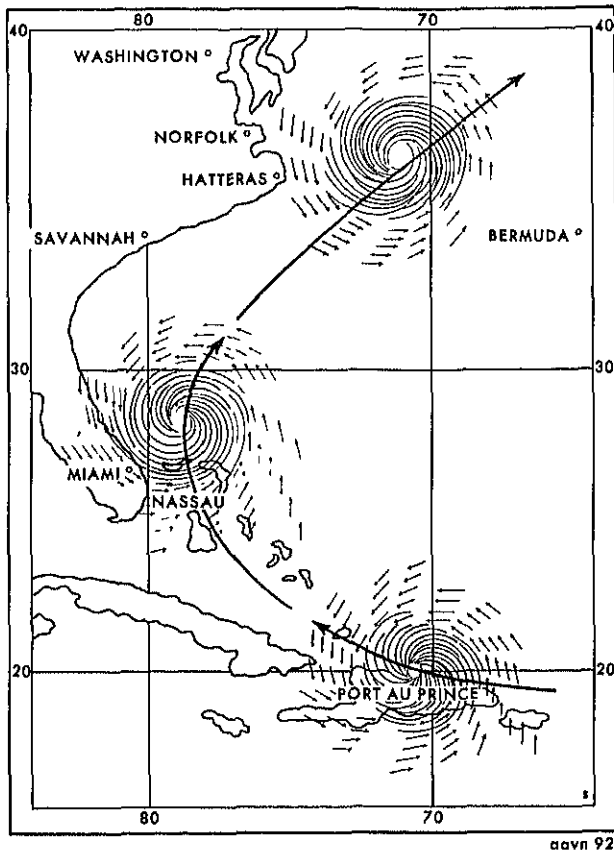 80 70
40 40
WASHINGTON
NORFOLK
HATTERAS
SAVANNAH BERMUDA
30 30
MIAMI
NASSAU
20 20
PORT AU PRINCE
s
80 70
aavn 92